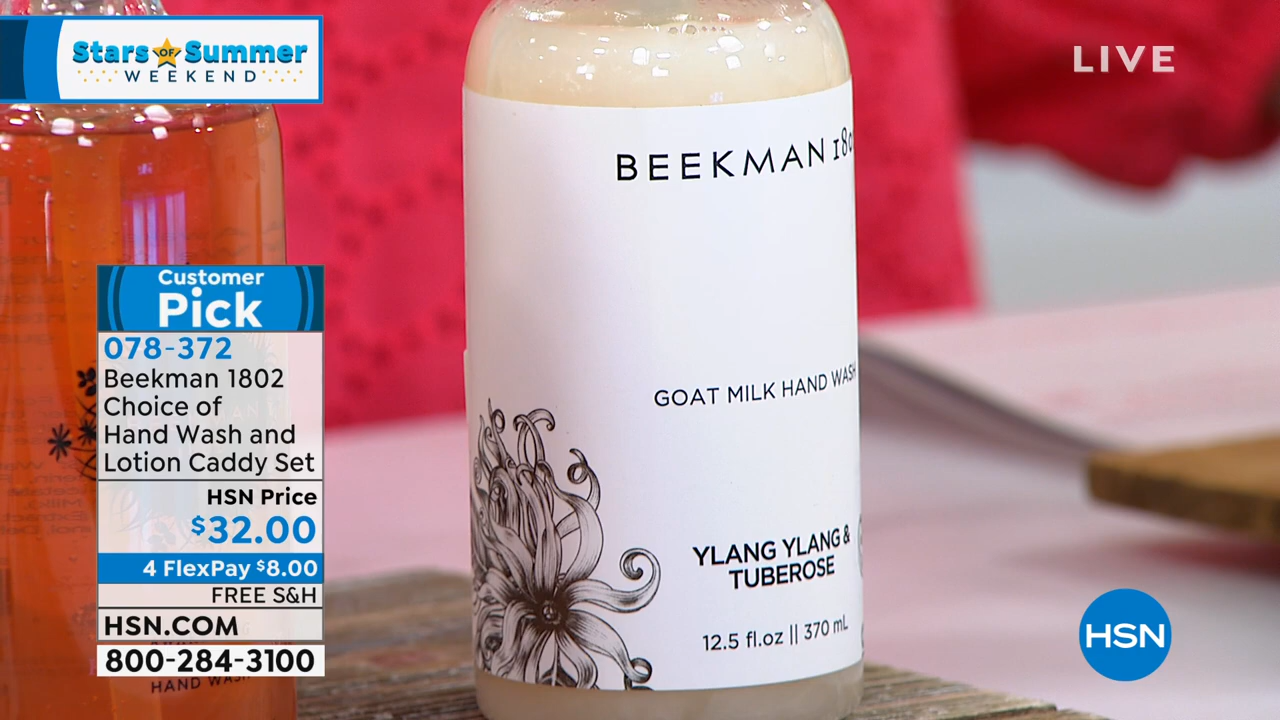 Stars OF Summer
WEEKEND
LIVE
Customer
Pick
078-372
Beekman 1802
Choice of
Hand Wash and
Lotion Caddy Set
HSN Price
$32.00
4 FlexPay $8.00
FREE S&H
HSN.COM
800-284-3100
HAND WASH
BEEKMAN 180
GOAT MILK HAND WASH
YLANG YLANG &
TUBEROSE
12.5 fl.oz || 370 mL
HSN